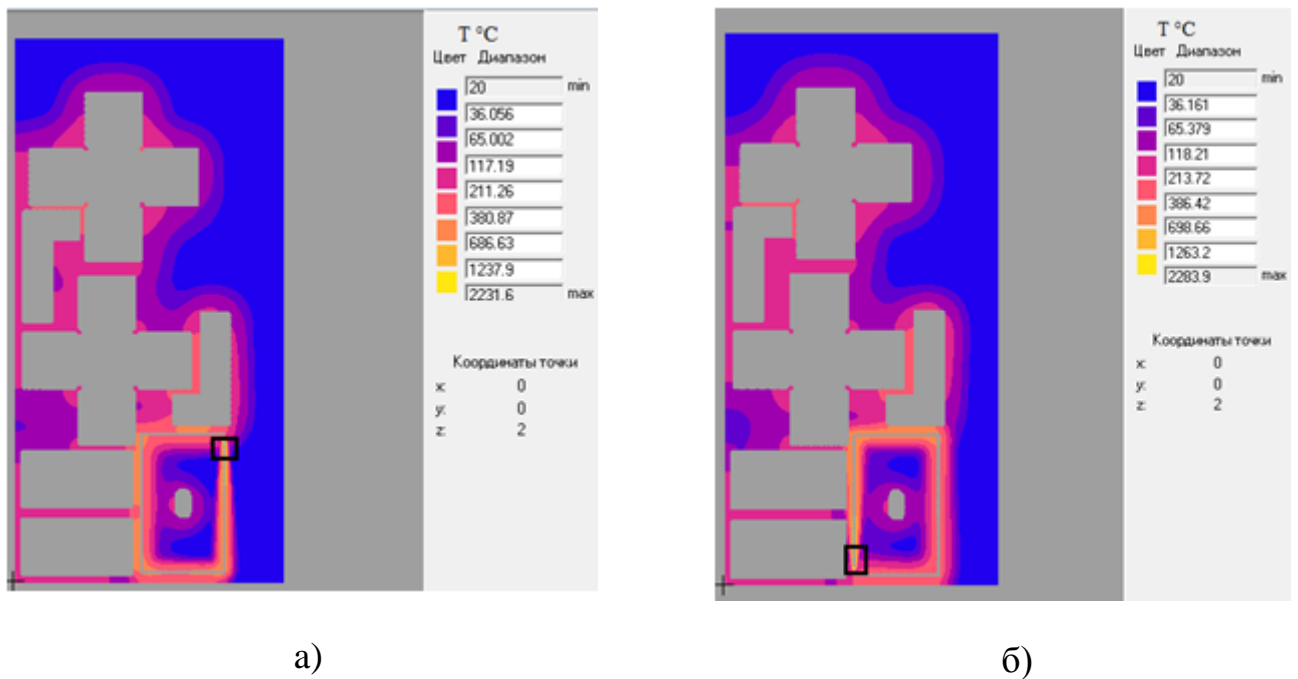 T °C
Цвет Диапазон
20 min
36.056
65.002
117.19
211.26
380.87
686.63
1237.9
2231.6 max
Координаты точки
x: 0
y: 0
z: 2
T °C
Цвет Диапазон
20 min
36.161
65.379
118.21
213.72
386.42
698.66
1263.2
2283.9 max
Координаты точки
x: 0
y: 0
z: 2
а)
б)